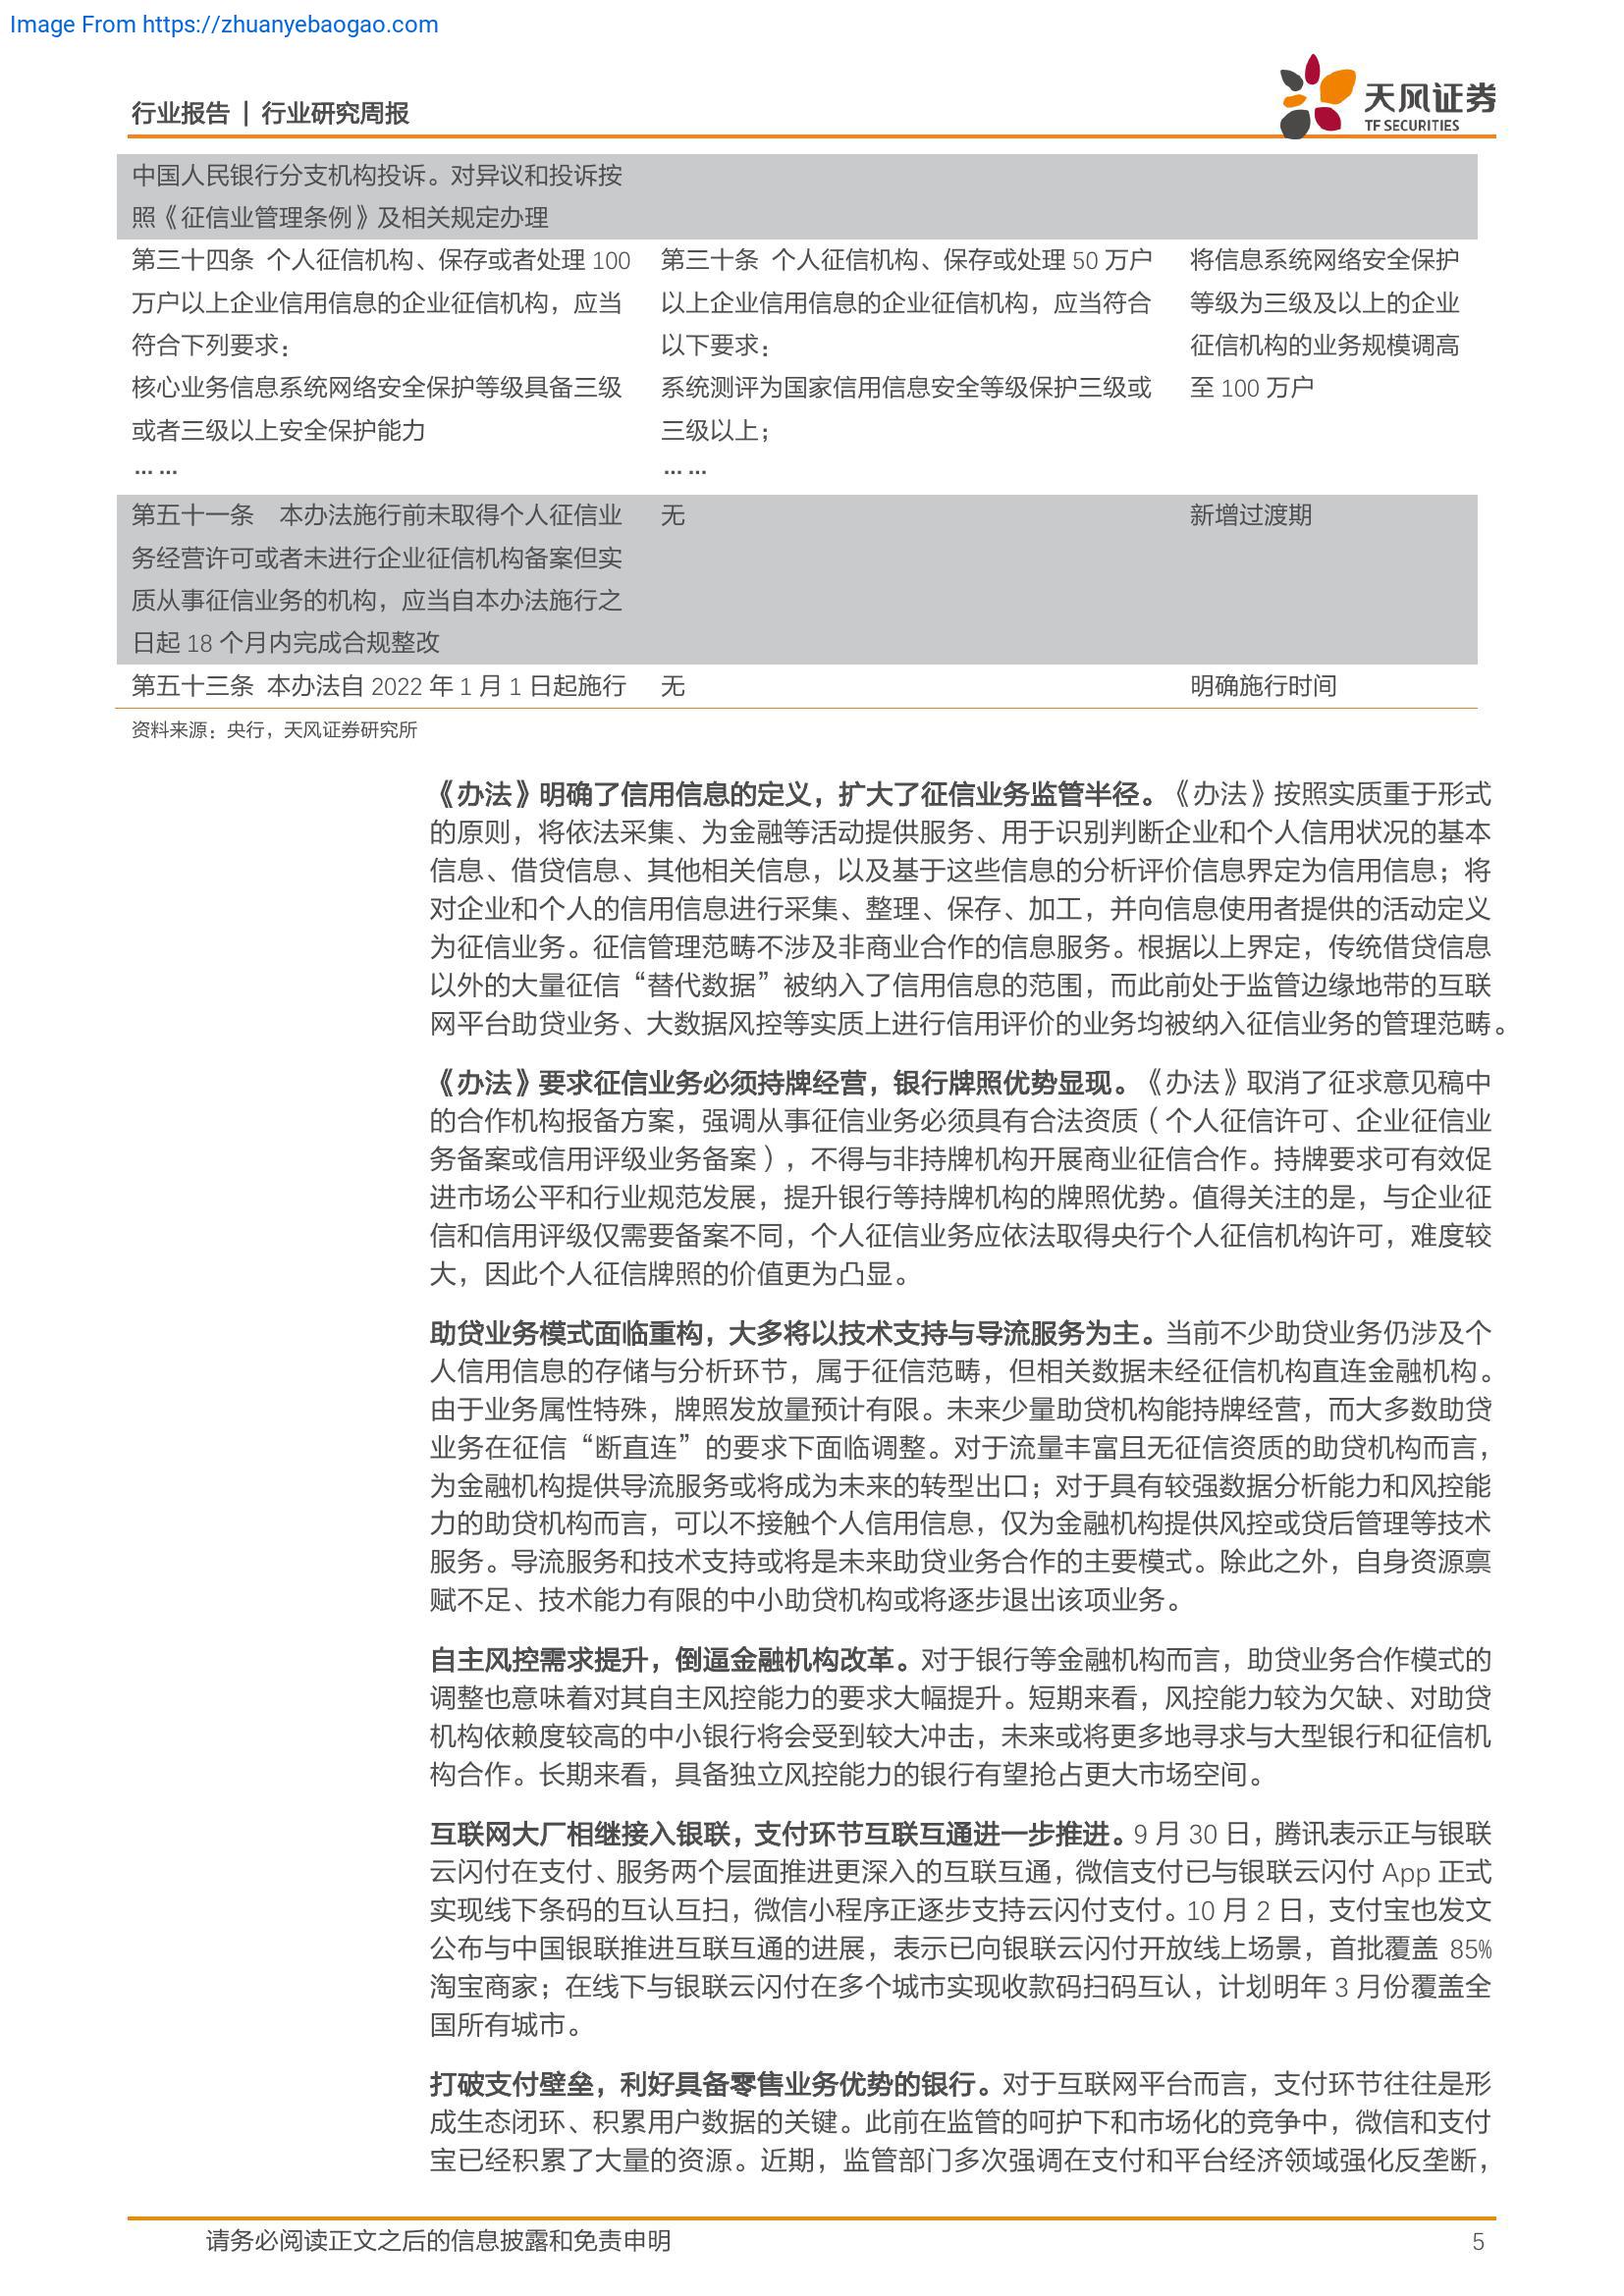 Image From https://zhuanyebaogao.com
行业报告 | 行业研究周报
天风证券
TF SECURITIES
中国人民银行分支机构投诉。对异议和投诉按
照《征信业管理条例》及相关规定办理
第三十四条 个人征信机构、保存或者处理 100
万户以上企业信用信息的企业征信机构，应当
符合下列要求：
核心业务信息系统网络安全保护等级具备三级
或者三级以上安全保护能力
……
第三十条 个人征信机构、保存或处理 50 万户
以上企业信用信息的企业征信机构，应当符合
以下要求：
系统测评为国家信用信息安全等级保护三级或
三级以上；
……
将信息系统网络安全保护
等级为三级及以上的企业
征信机构的业务规模调高
至 100 万户
第五十一条 本办法施行前未取得个人征信业
务经营许可或者未进行企业征信机构备案但实
质从事征信业务的机构，应当自本办法施行之
日起 18 个月内完成合规整改
无
新增过渡期
第五十三条 本办法自 2022 年 1 月 1 日起施行
无
明确施行时间
资料来源：央行，天风证券研究所
《办法》明确了信用信息的定义，扩大了征信业务监管半径。《办法》按照实质重于形式
的原则，将依法采集、为金融等活动提供服务、用于识别判断企业和个人信用状况的基本
信息、借贷信息、其他相关信息，以及基于这些信息的分析评价信息界定为信用信息；将
对企业和个人的信用信息进行采集、整理、保存、加工，并向信息使用者提供的活动定义
为征信业务。征信管理范畴不涉及非商业合作的信息服务。根据以上界定，传统借贷信息
以外的大量征信“替代数据”被纳入了信用信息的范围，而此前处于监管边缘地带的互联
网平台助贷业务、大数据风控等实质上进行信用评价的业务均被纳入征信业务的管理范畴。
《办法》要求征信业务必须持牌经营，银行牌照优势显现。《办法》取消了征求意见稿中
的合作机构报备方案，强调从事征信业务必须具有合法资质（个人征信许可、企业征信业
务备案或信用评级业务备案），不得与非持牌机构开展商业征信合作。持牌要求可有效促
进市场公平和行业规范发展，提升银行等持牌机构的牌照优势。值得关注的是，与企业征
信和信用评级仅需要备案不同，个人征信业务应依法取得央行个人征信机构许可，难度较
大，因此个人征信牌照的价值更为凸显。
助贷业务模式面临重构，大多将以技术支持与导流服务为主。当前不少助贷业务仍涉及个
人信用信息的存储与分析环节，属于征信范畴，但相关数据未经征信机构直连金融机构。
由于业务属性特殊，牌照发放量预计有限。未来少量助贷机构能持牌经营，而大多数助贷
业务在征信“断直连”的要求下面临调整。对于流量丰富且无征信资质的助贷机构而言，
为金融机构提供导流服务或将成为未来的转型出口；对于具有较强数据分析能力和风控能
力的助贷机构而言，可以不接触个人信用信息，仅为金融机构提供风控或贷后管理等技术
服务。导流服务和技术支持或将是未来助贷业务合作的主要模式。除此之外，自身资源禀
赋不足、技术能力有限的中小助贷机构或将逐步退出该项业务。
自主风控需求提升，倒逼金融机构改革。对于银行等金融机构而言，助贷业务合作模式的
调整也意味着对其自主风控能力的要求大幅提升。短期来看，风控能力较为欠缺、对助贷
机构依赖度较高的中小银行将会受到较大冲击，未来或将更多地寻求与大型银行和征信机
构合作。长期来看，具备独立风控能力的银行有望抢占更大市场空间。
互联网大厂相继接入银联，支付环节互联互通进一步推进。9 月 30 日，腾讯表示正与银联
云闪付在支付、服务两个层面推进更深入的互联互通，微信支付已与银联云闪付 App 正式
实现线下条码的互认互扫，微信小程序正逐步支持云闪付支付。10 月 2 日，支付宝也发文
公布与中国银联推进互联互通的进展，表示已向银联云闪付开放线上场景，首批覆盖 85%
淘宝商家；在线下与银联云闪付在多个城市实现收款码扫码互认，计划明年 3 月份覆盖全
国所有城市。
打破支付壁垒，利好具备零售业务优势的银行。对于互联网平台而言，支付环节往往是形
成生态闭环、积累用户数据的关键。此前在监管的呵护下和市场化的竞争中，微信和支付
宝已经积累了大量的资源。近期，监管部门多次强调在支付和平台经济领域强化反垄断，
请务必阅读正文之后的信息披露和免责申明
5